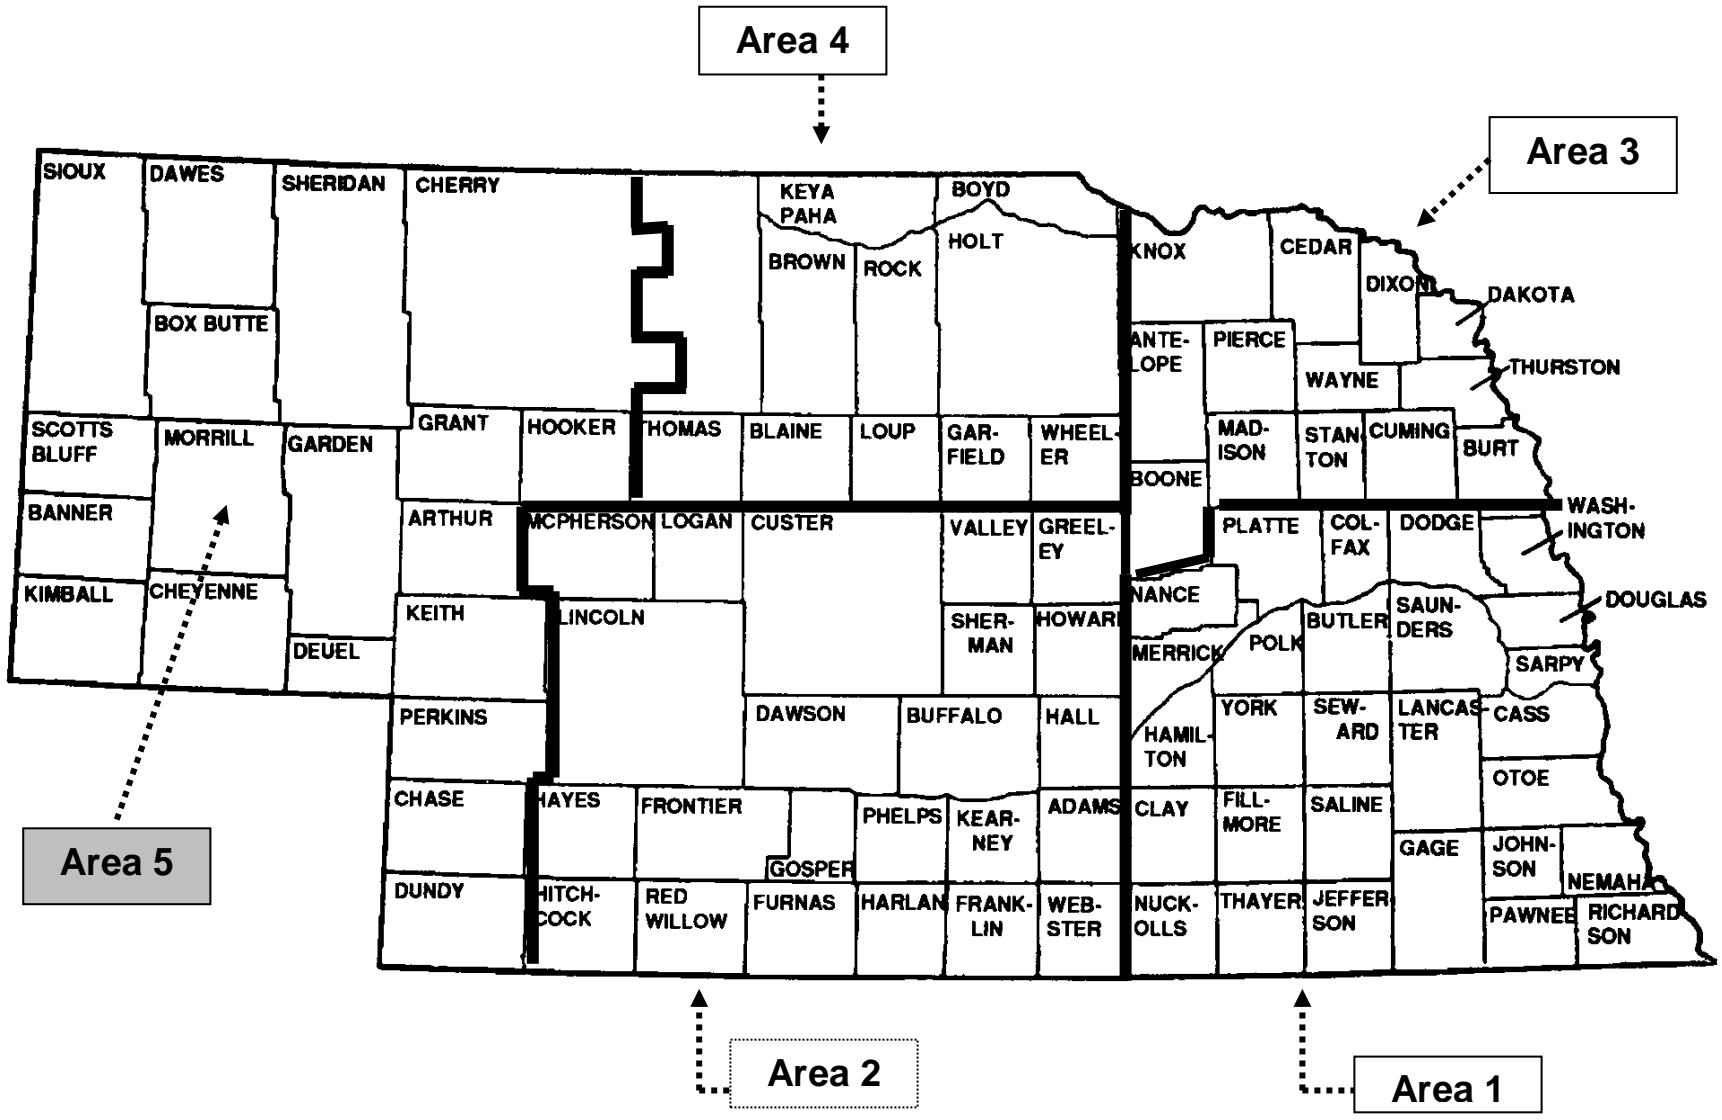 Area 4
Area 3
SIOUX
DAWES
SHERIDAN
CHERRY
KEYA
PAHA
BOYD
BROWN
ROCK
HOLT
KNOX
CEDAR
DIXON
DAKOTA
BOX BUTTE
ANTE-
LOPE
PIERCE
WAYNE
THURSTON
SCOTTS
BLUFF
MORRILL
GARDEN
GRANT
HOOKER
THOMAS
BLAINE
LOUP
GAR-
FIELD
WHEEL-
ER
BOONE
MAD-
ISON
STAN-
TON
CUMING
BURT
BANNER
ARTHUR
MCPHERSON
LOGAN
CUSTER
VALLEY
GREEL-
EY
PLATTE
COL-
FAX
DODGE
WASH-
INGTON
KIMBALL
CHEYENNE
KEITH
LINCOLN
SHER-
MAN
HOWARD
NANCE
MERRICK
POLK
BUTLER
SAUN-
DERS
DOUGLAS
SARPY
DEUEL
PERKINS
DAWSON
BUFFALO
HALL
HAMIL-
TON
YORK
SEW-
ARD
LANCAS-
TER
CASS
OTOE
CHASE
HAYES
FRONTIER
GOSPER
PHELPS
KEAR-
NEY
ADAMS
CLAY
FILL-
MORE
SALINE
GAGE
JOHN-
SON
NEMAHA
Area 5
DUNDY
HITCH-
COCK
RED
WILLOW
FURNAS
HARLAN
FRANK-
LIN
WEB-
STER
NUCK-
OLLS
THAYER
JEFFER
SON
PAWNEE
RICHARD
SON
Area 2
Area 1